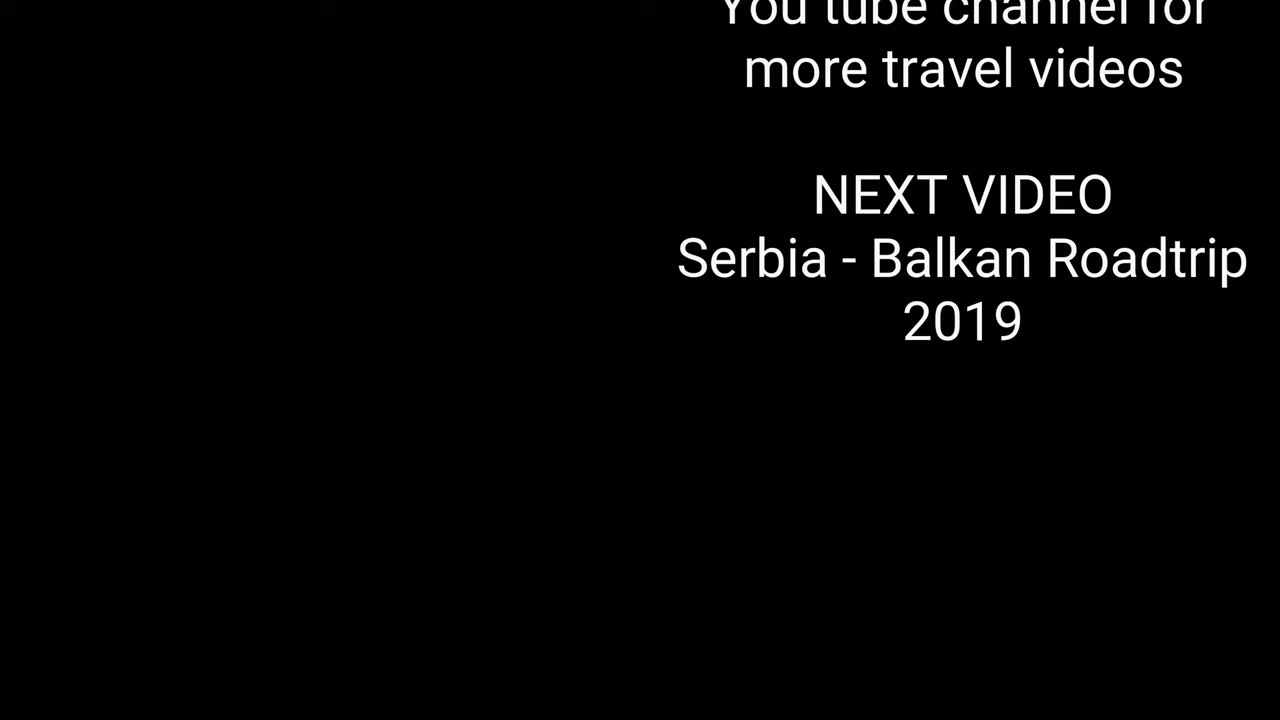 You tube channel for
more travel videos
NEXT VIDEO
Serbia - Balkan Roadtrip
2019